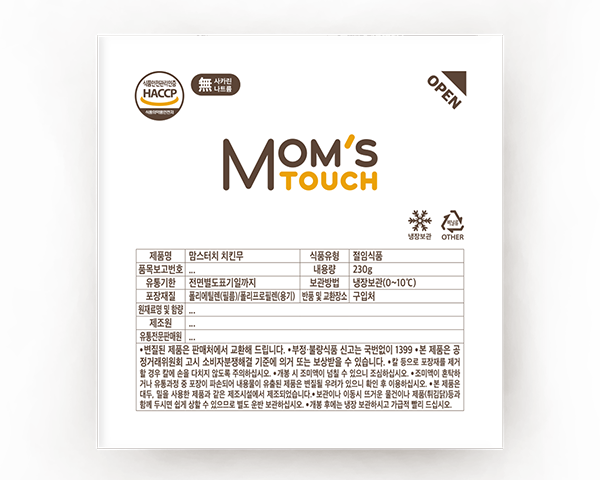 식품안전관리인증
HACCP
식품의약품안전처
無 사카린
나트륨
OPEN
MOM'S
TOUCH
냉장보관
OTHER
제품명 맘스터치 치킨무 식품유형 절임식품
품목보고번호 ... 내용량 230g
유통기한 전면별도표기일까지 보관방법 냉장보관(0~10℃)
포장재질 폴리에틸렌(필름)/폴리프로필렌(용기) 반품 및 교환장소 구입처
원재료명 및 함량 ...
제조원 ...
유통전문판매원 ...
•변질된 제품은 판매처에서 교환해 드립니다. •부정·불량식품 신고는 국번없이 1399 •본 제품은 공
정거래위원회 고시 소비자분쟁해결 기준에 의거 또는 보상받을 수 있습니다. •칼 등으로 포장재를 제거
할 경우 칼에 손을 다치지 않도록 주의하십시오. •개봉 시 조미액이 넘칠 수 있으니 조심하십시오. •조미액이 혼탁하
거나 유통과정 중 포장이 파손되어 내용물이 유출된 제품은 변질될 우려가 있으니 확인 후 이용하십시오. •본 제품은
대두, 밀을 사용한 제품과 같은 제조시설에서 제조되었습니다. •보관이나 이동시 뜨거운 물건이나 제품(튀김닭)등과
함께 두시면 쉽게 상할 수 있으므로 별도 운반 보관하십시오. •개봉 후에는 냉장 보관하시고 가급적 빨리 드십시오.